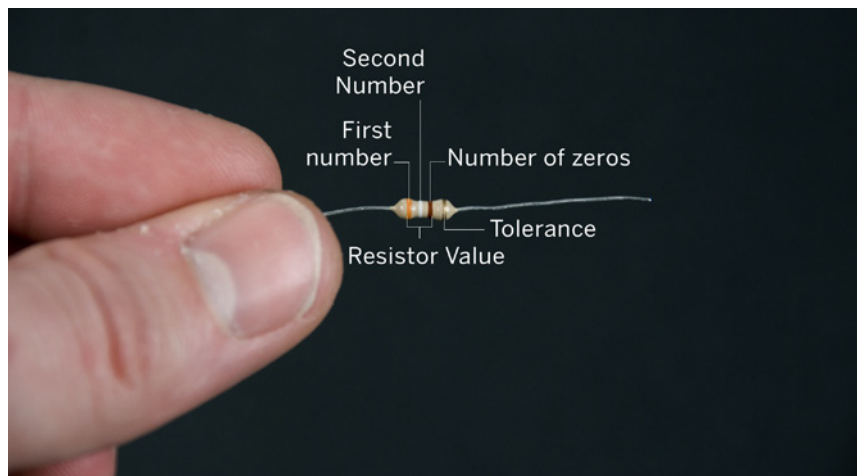 Second
Number
First
number
Number of zeros
Tolerance
Resistor Value